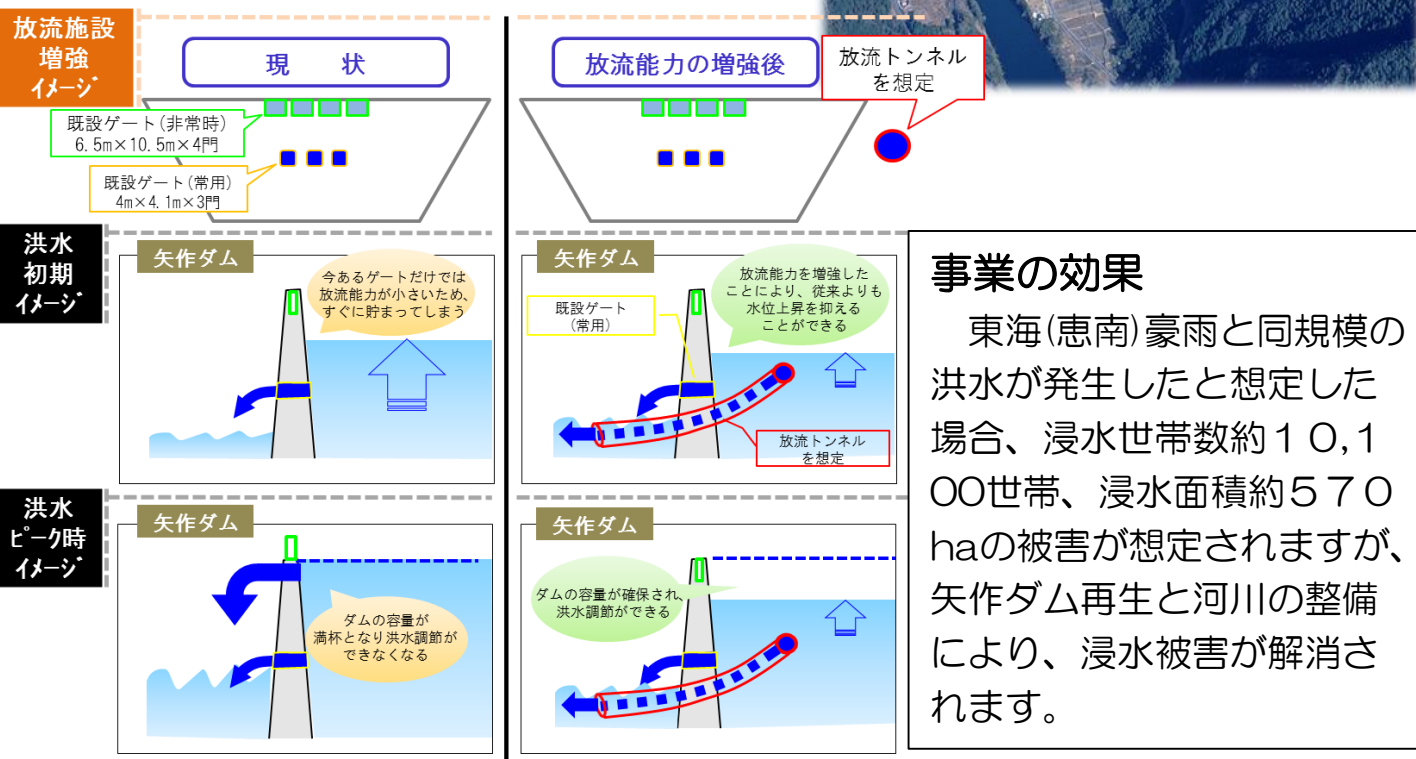 放流施設
増強
イメージ
現　状
放流能力の増強後
放流トンネル
を想定
既設ゲート(非常時)
6.5m×10.5m×4門
既設ゲート(常用)
4m×4.1m×3門
洪水
初期
イメージ
矢作ダム
今あるゲートだけでは
放流能力が小さいため、
すぐに貯まってしまう
矢作ダム
既設ゲート
(常用)
放流能力を増強した
ことにより、従来よりも
水位上昇を抑える
ことができる
放流トンネル
を想定
洪水
ピーク時
イメージ
矢作ダム
ダムの容量が
満杯となり洪水調節が
できなくなる
矢作ダム
ダムの容量が確保され、
洪水調節ができる
事業の効果
　東海(恵南)豪雨と同規模の
洪水が発生したと想定した
場合、浸水世帯数約１０,１
００世帯、浸水面積約５７０
haの被害が想定されますが、
矢作ダム再生と河川の整備
により、浸水被害が解消さ
れます。